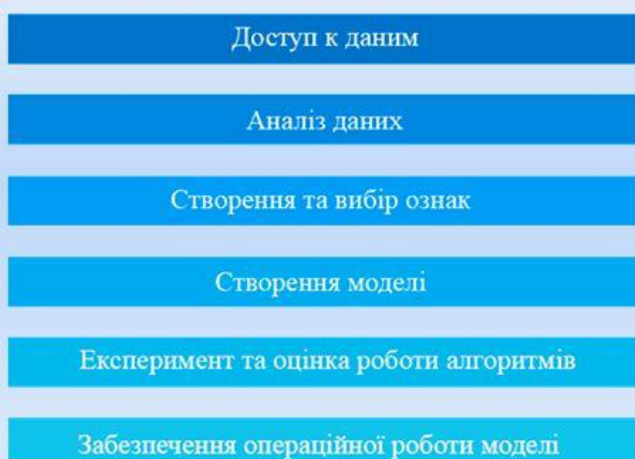 Доступ к даним
Аналіз даних
Створення та вибір ознак
Створення моделі
Експеримент та оцінка роботи алгоритмів
Забезпечення операційної роботи моделі